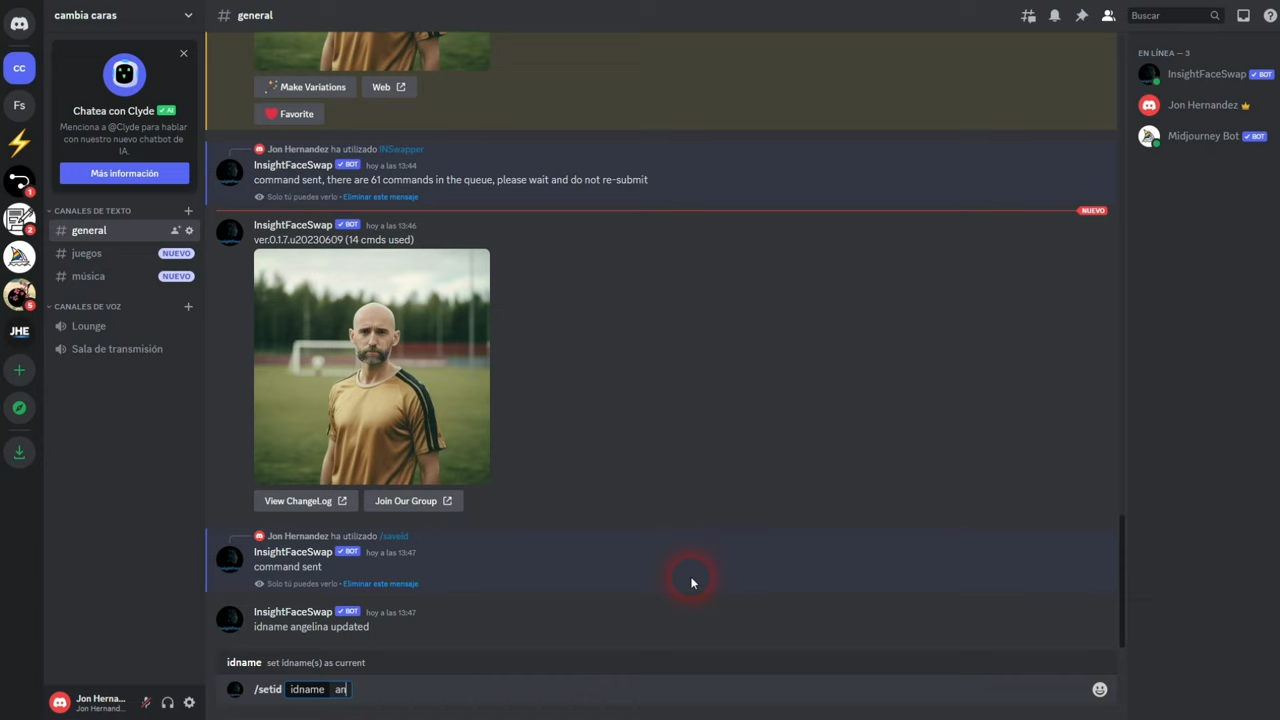 cambia caras
general
Buscar
CC
Chatea con Clyde ✓ AI
Menciona a @Clyde para hablar
con nuestro nuevo chatbot de
IA.
Más información
Fs
1
2
5
JHE
CANALES DE TEXTO
general
juegos NUEVO
música NUEVO
CANALES DE VOZ
Lounge
Sala de transmisión
Jon Herna...
Jon Hernand...
Make Variations
Web
Favorite
Jon Hernandez ha utilizado INSwapper
InsightFaceSwap ✓ BOT hoy a las 13:44
command sent, there are 61 commands in the queue, please wait and do not re-submit
Solo tú puedes verlo • Eliminar este mensaje
NUEVO
InsightFaceSwap ✓ BOT hoy a las 13:46
ver.0.1.7.u20230609 (14 cmds used)
View ChangeLog
Join Our Group
Jon Hernandez ha utilizado /saveid
InsightFaceSwap ✓ BOT hoy a las 13:47
command sent
Solo tú puedes verlo • Eliminar este mensaje
InsightFaceSwap ✓ BOT hoy a las 13:47
idname angelina updated
idname set idname(s) as current
/setid idname an
EN LÍNEA — 3
InsightFaceSwap ✓ BOT
Jon Hernandez
Midjourney Bot ✓ BOT